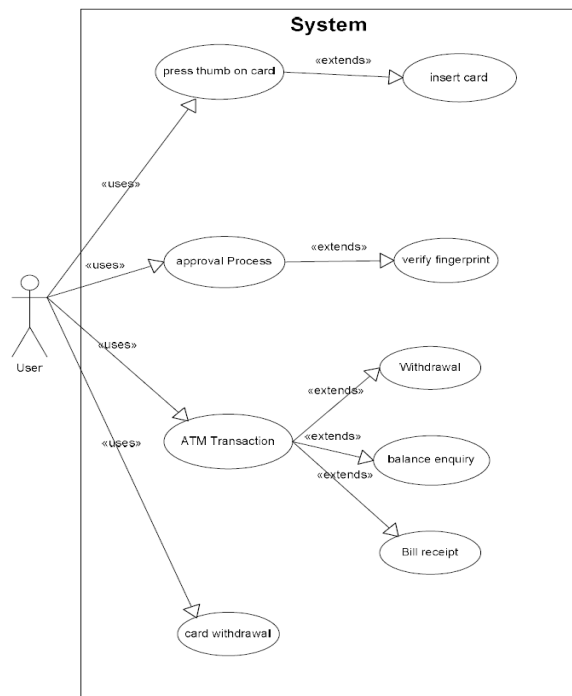 System
press thumb on card
«extends»
insert card
«uses»
«uses»
approval Process
«extends»
verify fingerprint
User
«uses»
ATM Transaction
«extends»
Withdrawal
«extends»
balance enquiry
«extends»
Bill receipt
«uses»
card withdrawal